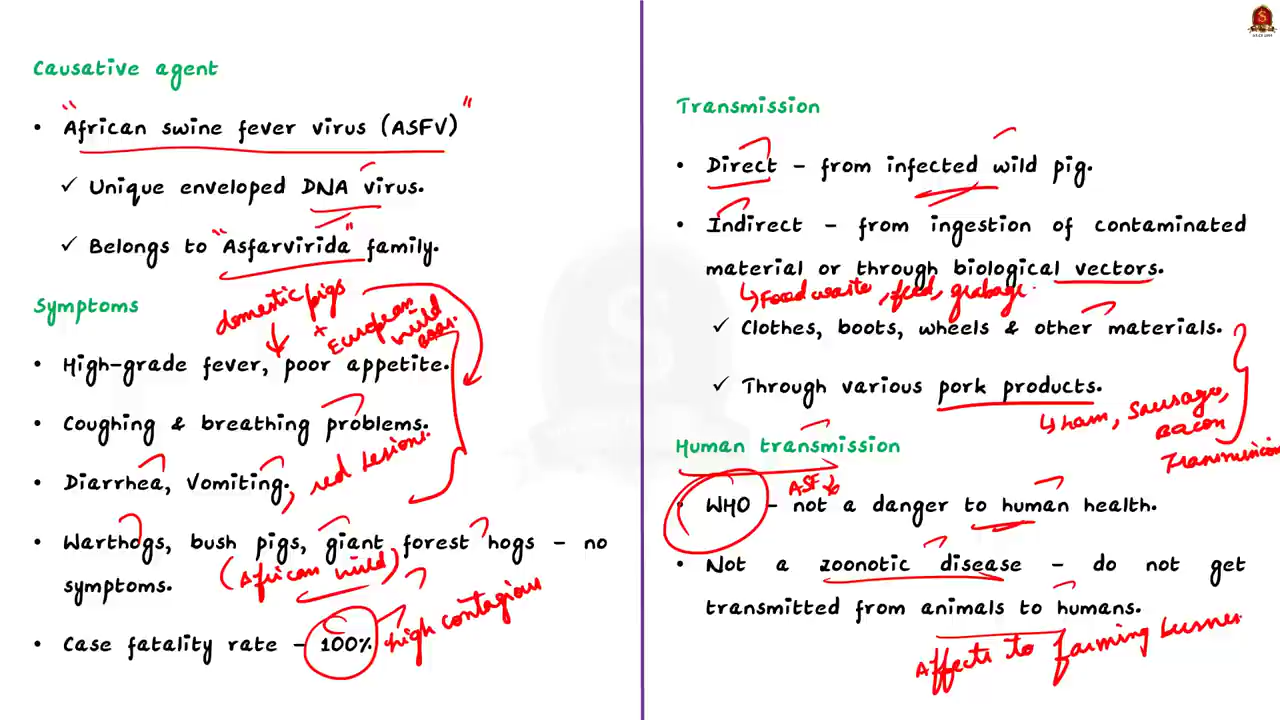 Causative agent
• "African swine fever virus (ASFV)"
✓ Unique enveloped DNA virus.
✓ Belongs to "Asfarvirida" family.
Symptoms
domestic pigs
+ European
wild
boar.
• High-grade fever, poor appetite.
• Coughing & breathing problems.
• Diarrhea, Vomiting, red lesions.
• Warthogs, bush pigs, giant forest hogs – no
symptoms.
(African wild)
• Case fatality rate – 100%. high contagious
Transmission
• Direct – from infected wild pig.
• Indirect – from ingestion of contaminated
material or through biological vectors.
↳ Food waste, feed, grabage.
✓ Clothes, boots, wheels & other materials.
✓ Through various pork products.
↳ ham, Sausage,
Bacon
Transmission
Human transmission
ASF
• WHO – not a danger to human health.
• Not a zoonotic disease – do not get
transmitted from animals to humans.
Affects to farming